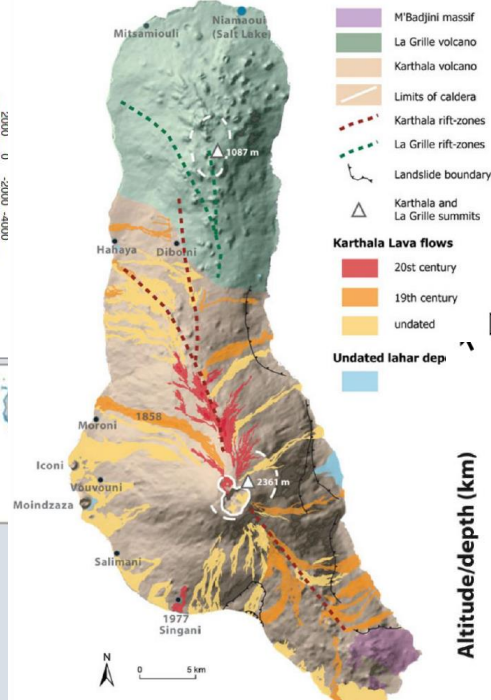 Niamaoui
(Salt Lake)
Mitsamiouli
1087 m
Hahaya
Diboini
1858
Moroni
Iconi
Vouvouni
Moindzaza
2361 m
Salimani
1977
Singani
N
0 5 km
2000
0
-2000
-4000
M'Badjini massif
La Grille volcano
Karthala volcano
Limits of caldera
Karthala rift-zones
La Grille rift-zones
Landslide boundary
Karthala and
La Grille summits
Karthala Lava flows
20st century
19th century
undated
Undated lahar depo
Altitude/depth (km)